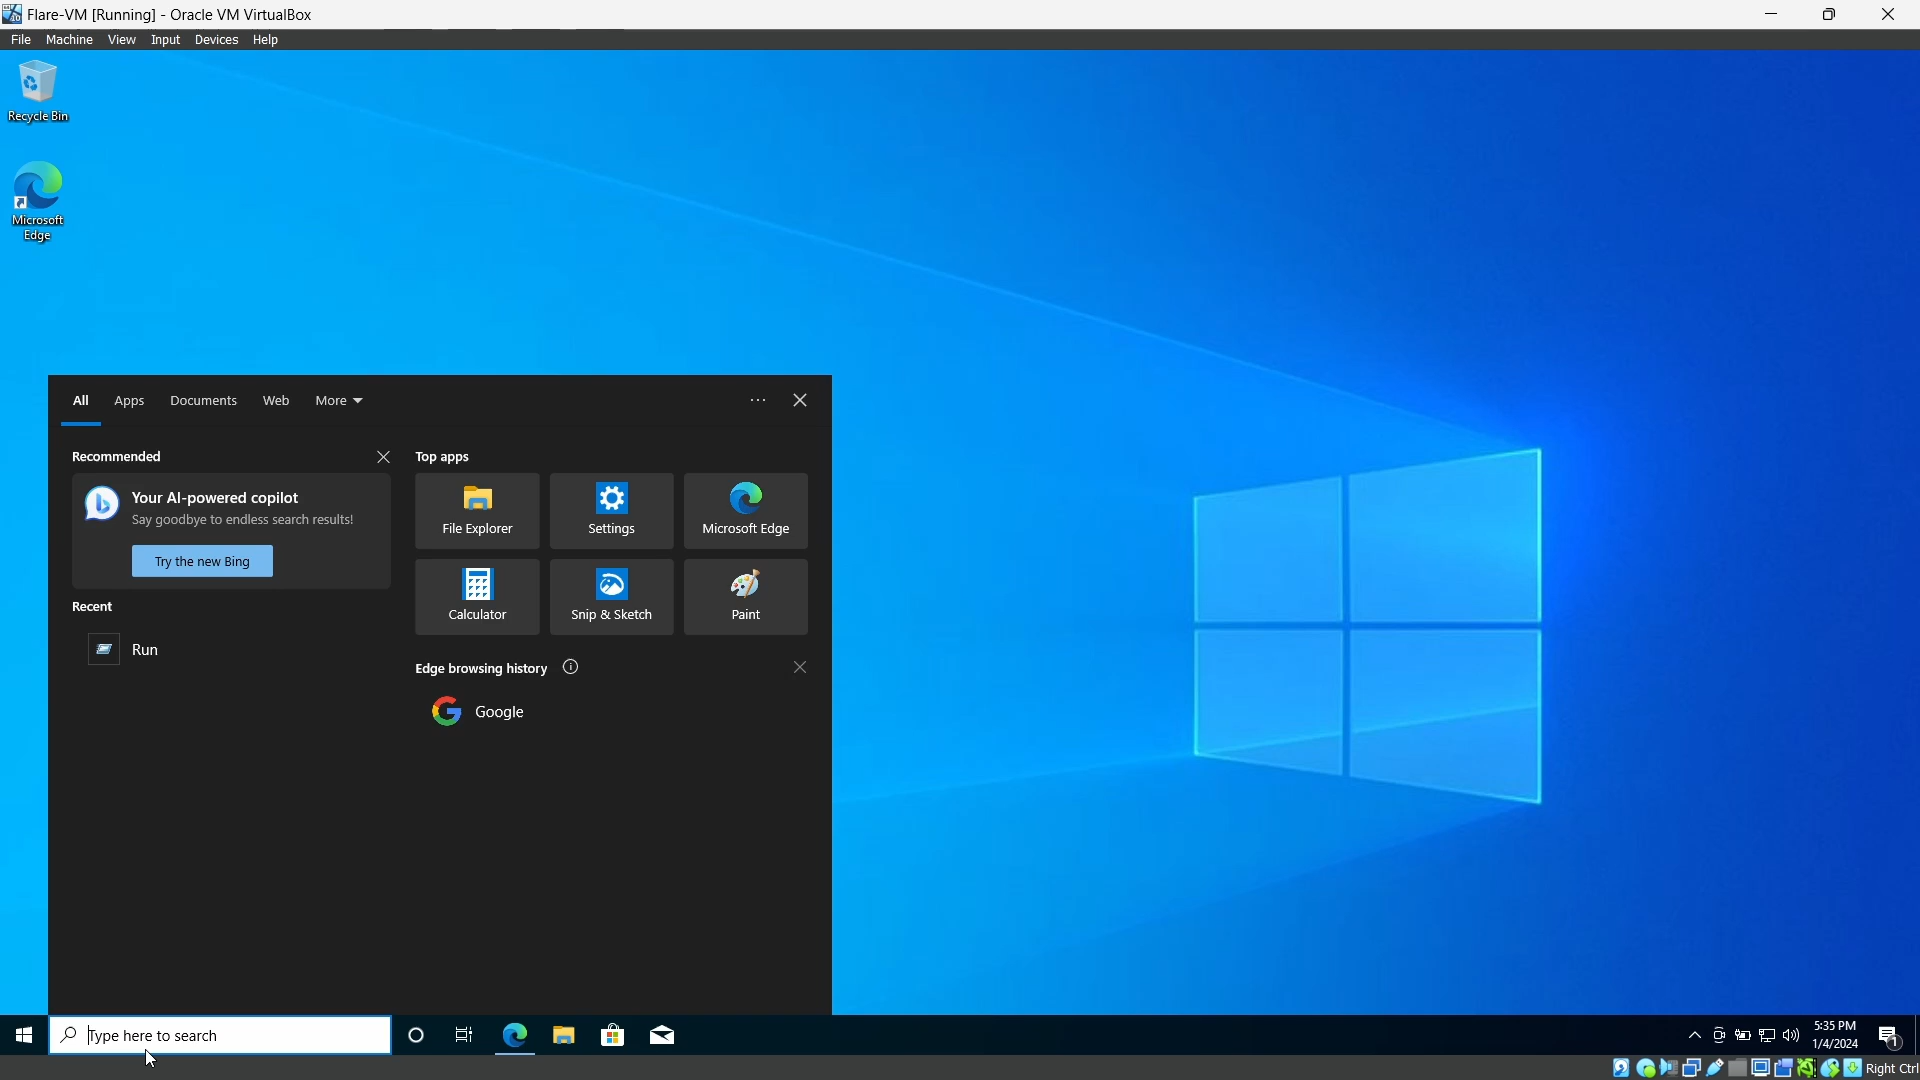 Flare-VM [Running] - Oracle VM VirtualBox
File Machine View Input Devices Help
Recycle Bin
Microsoft
Edge
All Apps Documents Web More
Recommended
Your AI-powered copilot
Say goodbye to endless search results!
Try the new Bing
Recent
Run
Top apps
File Explorer Settings Microsoft Edge
Calculator Snip & Sketch Paint
Edge browsing history
Google
Type here to search
5:35 PM
1/4/2024
1
Right Ctrl